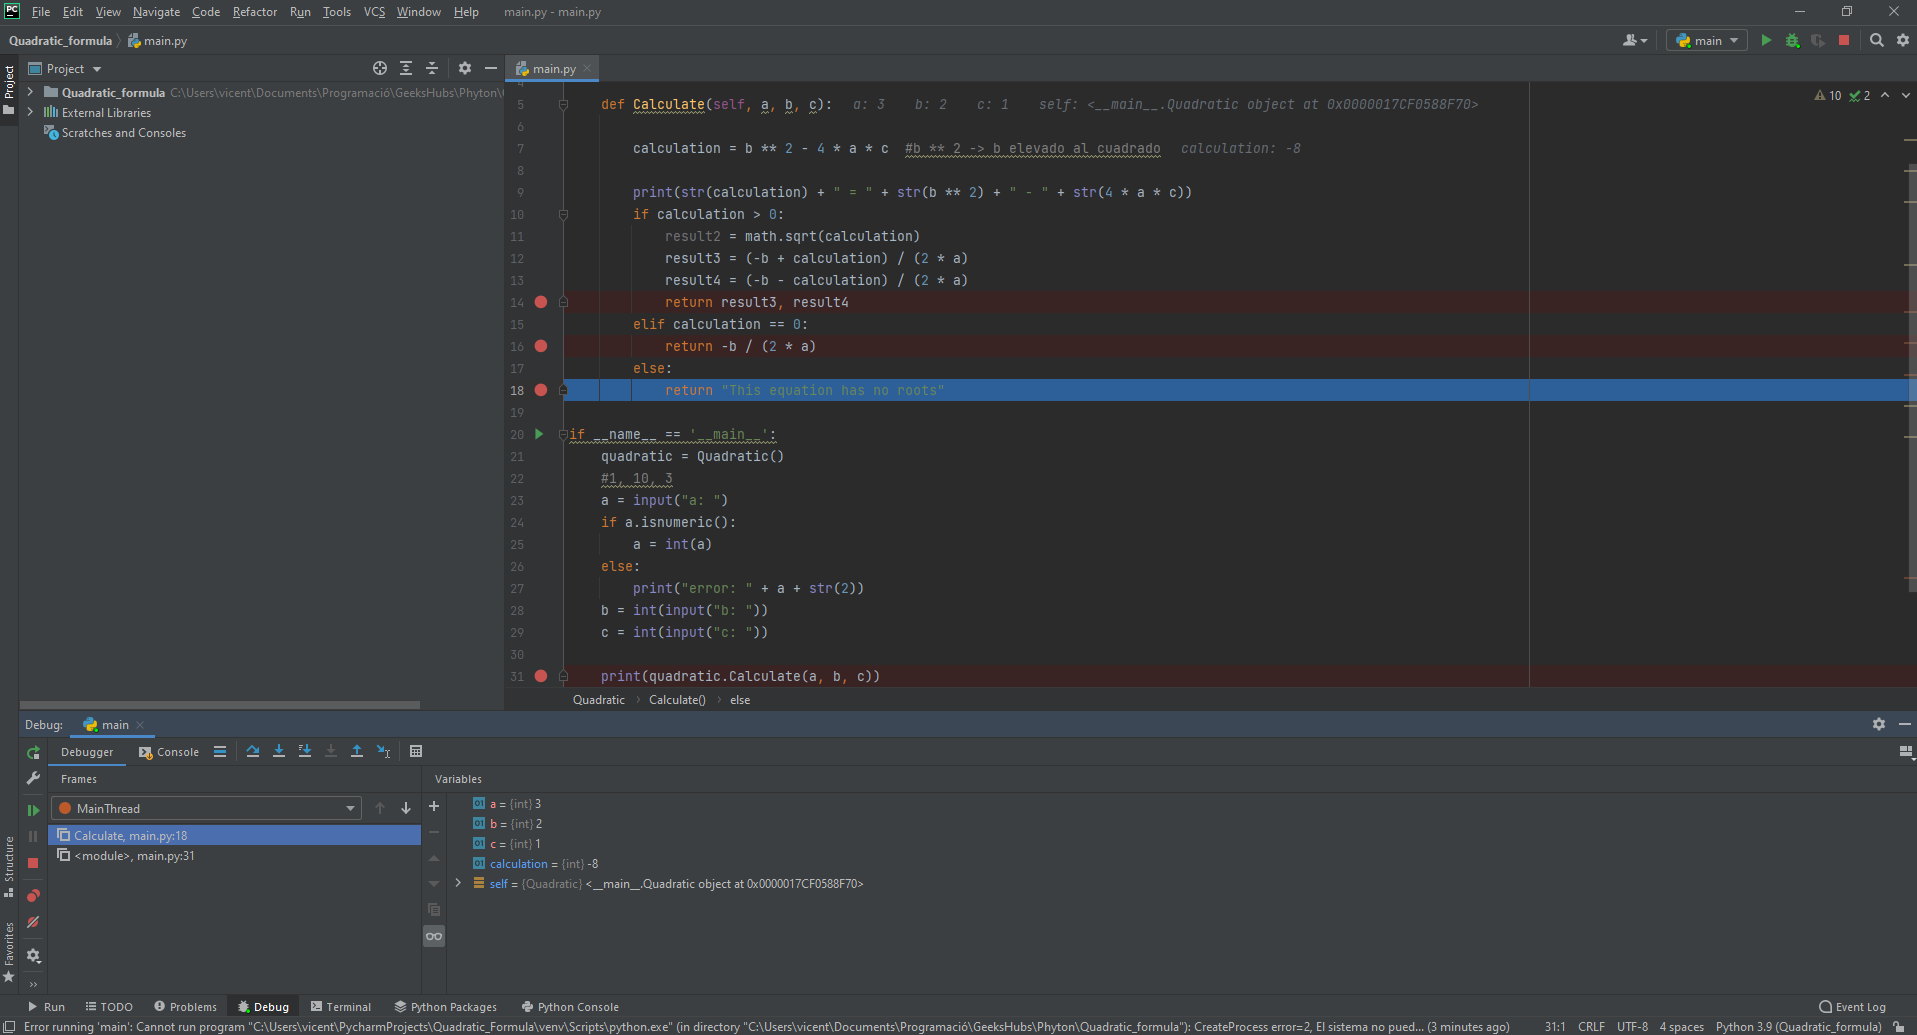 PC File Edit View Navigate Code Refactor Run Tools VCS Window Help main.py - main.py
Quadratic_formula main.py main
Project
Project main.py
Quadratic_formula C:\Users\vicent\Documents\Programació\GeeksHubs\Phyton\
External Libraries
Scratches and Consoles
10 2
5 def Calculate(self, a, b, c): a: 3 b: 2 c: 1 self: <__main__.Quadratic object at 0x0000017CF0588F70>
6
7 calculation = b ** 2 - 4 * a * c #b ** 2 -> b elevado al cuadrado calculation: -8
8
9 print(str(calculation) + " = " + str(b ** 2) + " - " + str(4 * a * c))
10 if calculation > 0:
11 result2 = math.sqrt(calculation)
12 result3 = (-b + calculation) / (2 * a)
13 result4 = (-b - calculation) / (2 * a)
14 return result3, result4
15 elif calculation == 0:
16 return -b / (2 * a)
17 else:
18 return "This equation has no roots"
19
20 if __name__ == '__main__':
21 quadratic = Quadratic()
22 #1, 10, 3
23 a = input("a: ")
24 if a.isnumeric():
25 a = int(a)
26 else:
27 print("error: " + a + str(2))
28 b = int(input("b: "))
29 c = int(input("c: "))
30
31 print(quadratic.Calculate(a, b, c))
Quadratic Calculate() else
Debug: main
Debugger Console
Frames Variables
MainThread
Calculate, main.py:18
<module>, main.py:31
01 a = {int} 3
01 b = {int} 2
01 c = {int} 1
01 calculation = {int} -8
self = {Quadratic} <__main__.Quadratic object at 0x0000017CF0588F70>
Structure
Favorites
Run TODO Problems Debug Terminal Python Packages Python Console Event Log
Error running 'main': Cannot run program "C:\Users\vicent\PycharmProjects\Quadratic_Formula\venv\Scripts\python.exe" (in directory "C:\Users\vicent\Documents\Programació\GeeksHubs\Phyton\Quadratic_formula"): CreateProcess error=2, El sistema no pued... (3 minutes ago) 31:1 CRLF UTF-8 4 spaces Python 3.9 (Quadratic_formula)